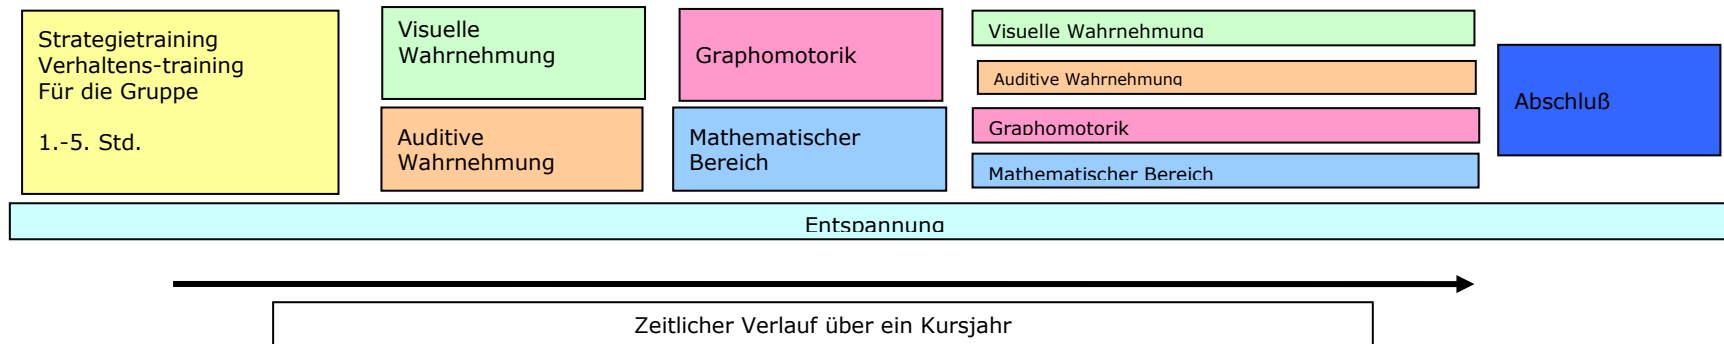 Strategietraining
Verhaltens-training
Für die Gruppe
1.-5. Std.
Visuelle
Wahrnehmung
Auditive
Wahrnehmung
Graphomotorik
Mathematischer
Bereich
Visuelle Wahrnehmung
Auditive Wahrnehmung
Graphomotorik
Mathematischer Bereich
Abschluß
Entspannung
Zeitlicher Verlauf über ein Kursjahr